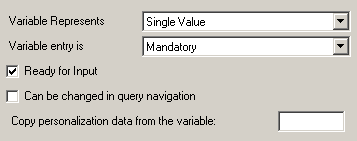 Variable Represents Single Value
Variable entry is Mandatory
Ready for Input
Can be changed in query navigation
Copy personalization data from the variable: